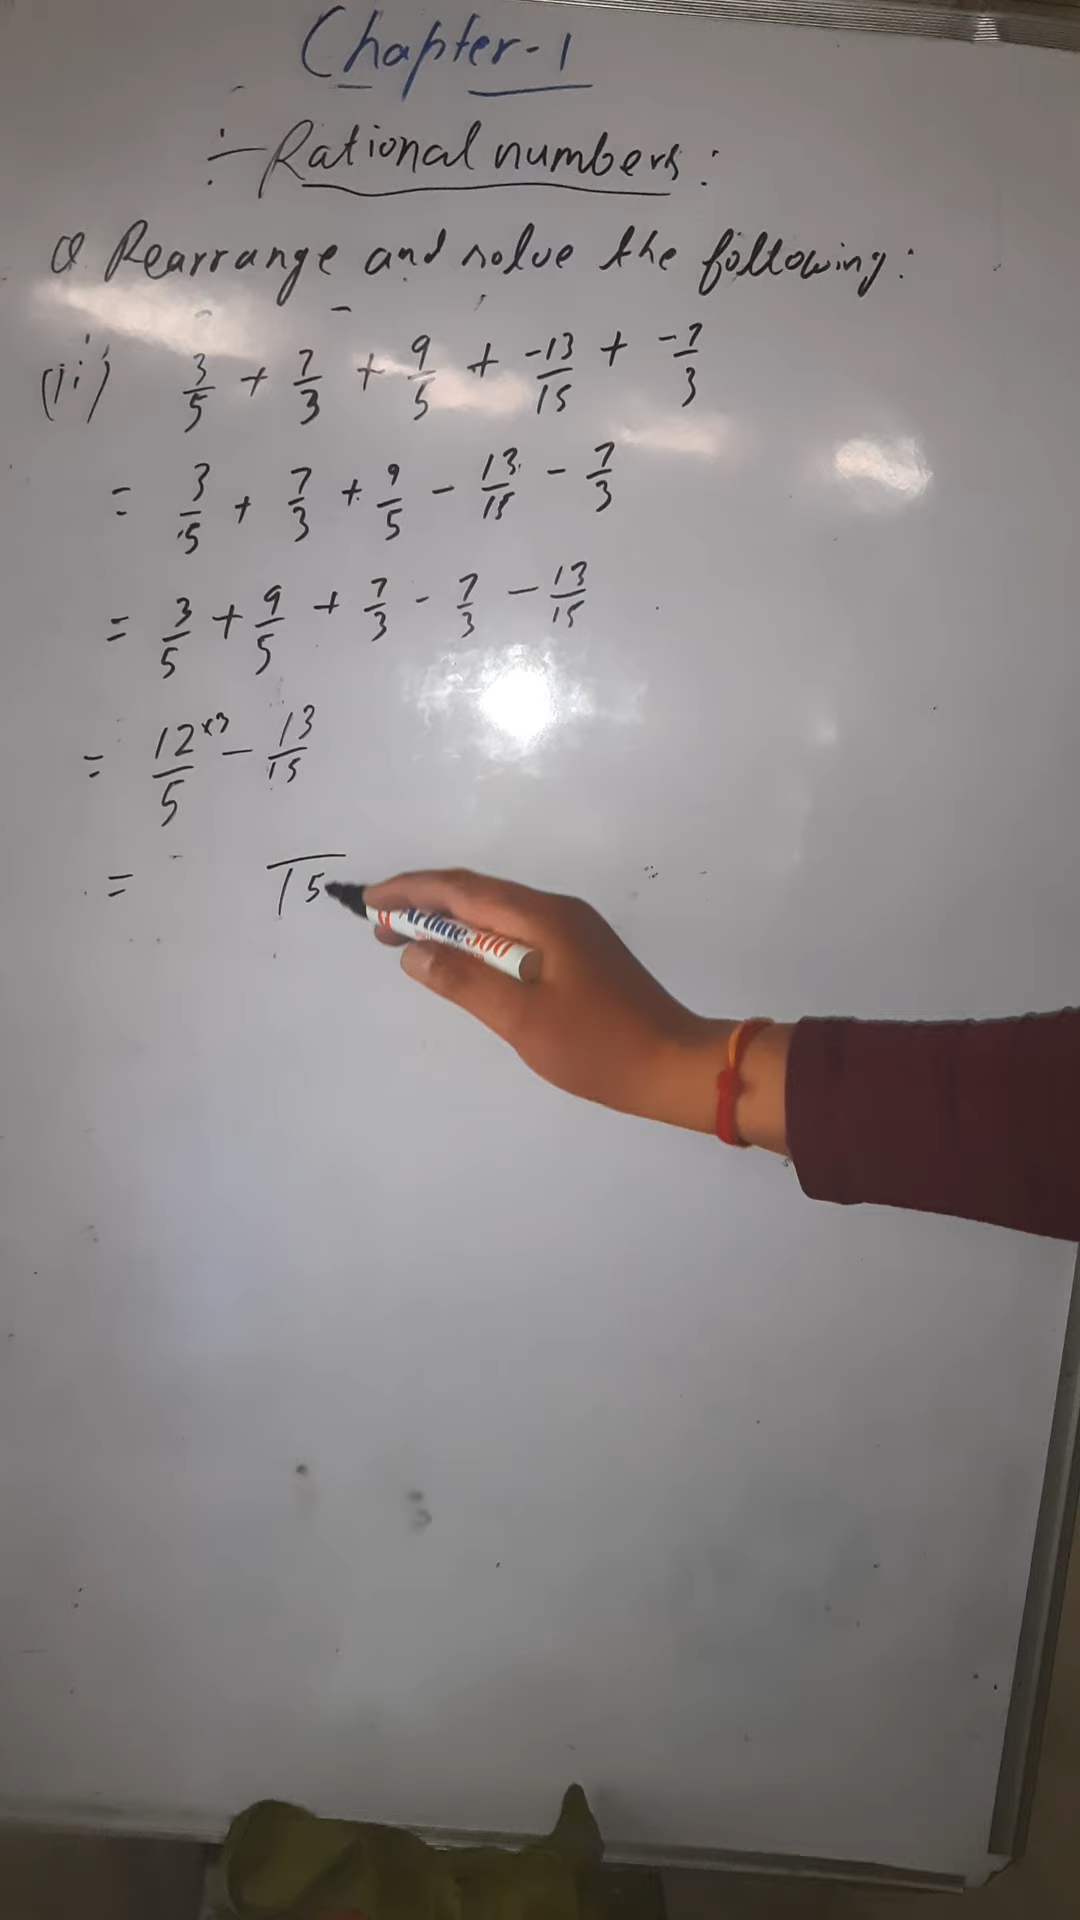 Chapter-1
:- Rational numbers:
Q. Rearrange and solve the following:
(ii) 3/5 + 7/3 + 9/5 + -13/15 + -7/3
= 3/5 + 7/3 + 9/5 - 13/15 - 7/3
= 3/5 + 9/5 + 7/3 - 7/3 - 13/15
= 12×3/5 - 13/15
= /15
Artline 500